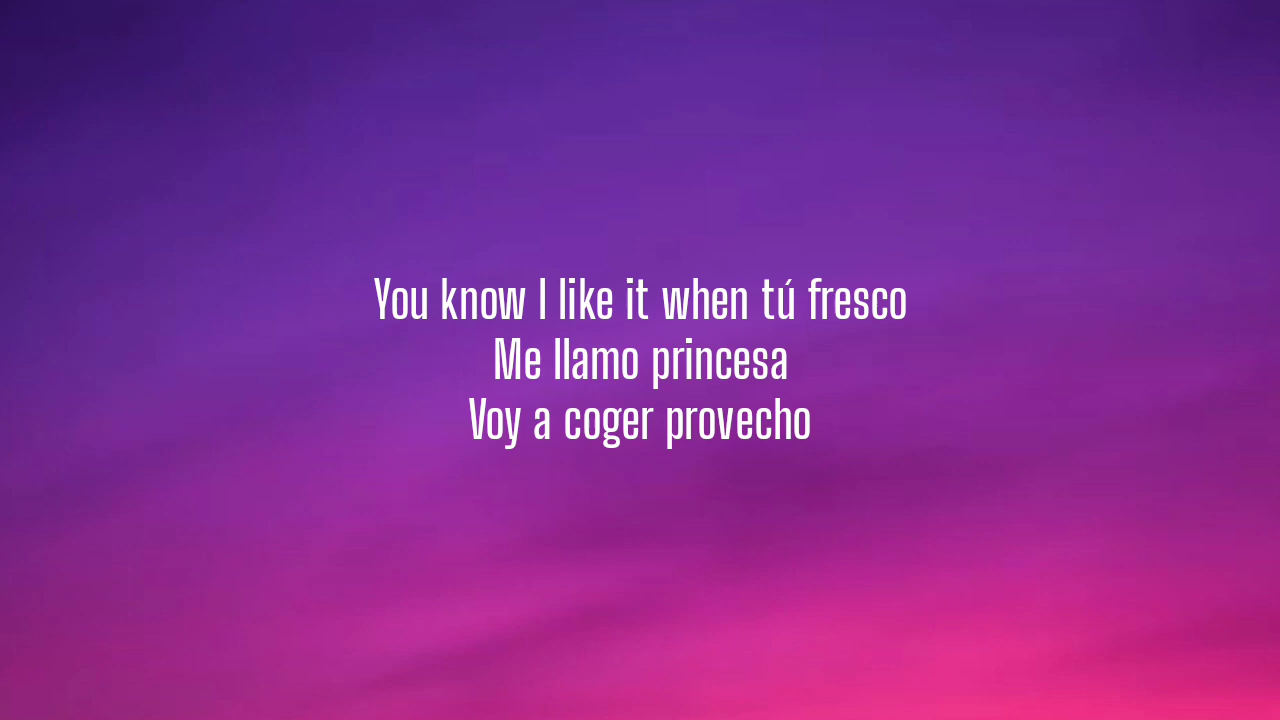 You know I like it when tú fresco
Me llamo princesa
Voy a coger provecho